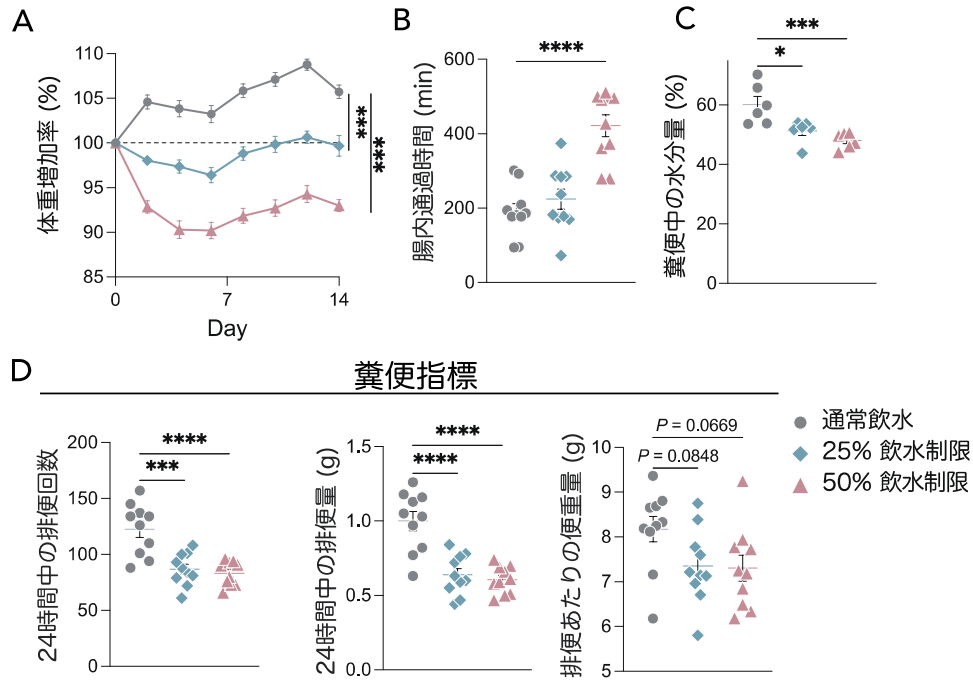 A
体重増加率 (%)
110
105
100
95
90
85
0
7
14
Day
***
***
B
腸内通過時間 (min)
600
400
200
0
****
C
糞便中の水分量 (%)
60
40
20
0
***
*
D
糞便指標
24時間中の排便回数
200
150
100
50
0
****
***
24時間中の排便量 (g)
1.5
1.0
0.5
0.0
****
****
排便あたりの便重量 (g)
10
9
8
7
6
5
P = 0.0669
P = 0.0848
通常飲水
25% 飲水制限
50% 飲水制限